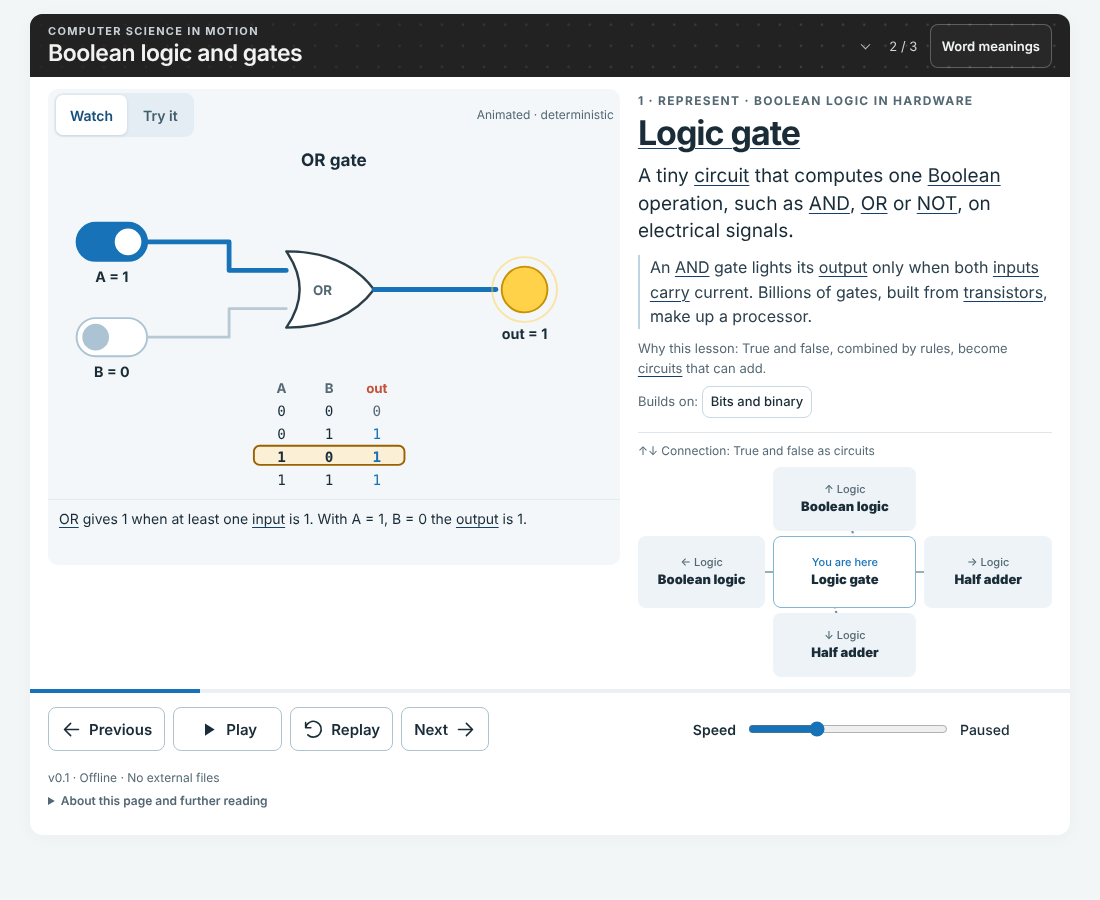 COMPUTER SCIENCE IN MOTION
Boolean logic and gates
2 / 3
Word meanings
Watch
Try it
Animated · deterministic
OR gate
A = 1
OR
out = 1
B = 0
A B out
0 0 0
0 1 1
1 0 1
1 1 1
OR gives 1 when at least one input is 1. With A = 1, B = 0 the output is 1.
1 · REPRESENT · BOOLEAN LOGIC IN HARDWARE
Logic gate
A tiny circuit that computes one Boolean
operation, such as AND, OR or NOT, on
electrical signals.
An AND gate lights its output only when both inputs
carry current. Billions of gates, built from transistors,
make up a processor.
Why this lesson: True and false, combined by rules, become
circuits that can add.
Builds on: Bits and binary
↑↓ Connection: True and false as circuits
↑ Logic
Boolean logic
← Logic
Boolean logic
You are here
Logic gate
→ Logic
Half adder
↓ Logic
Half adder
Previous
Play
Replay
Next
Speed
Paused
v0.1 · Offline · No external files
About this page and further reading